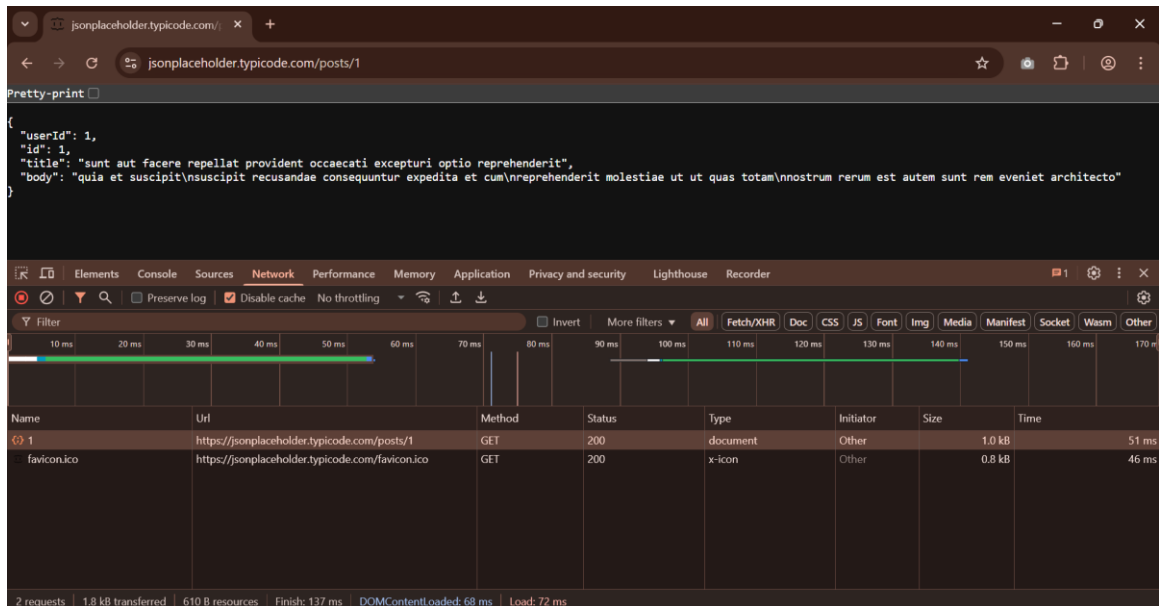 jsonplaceholder.typicode.com/
jsonplaceholder.typicode.com/posts/1
Pretty-print
{
"userId": 1,
"id": 1,
"title": "sunt aut facere repellat provident occaecati excepturi optio reprehenderit",
"body": "quia et suscipit\nsuscipit recusandae consequuntur expedita et cum\nreprehenderit molestiae ut ut quas totam\nnostrum rerum est autem sunt rem eveniet architecto"
}
Elements Console Sources Network Performance Memory Application Privacy and security Lighthouse Recorder 1
Preserve log Disable cache No throttling
Filter Invert More filters All Fetch/XHR Doc CSS JS Font Img Media Manifest Socket Wasm Other
10 ms 20 ms 30 ms 40 ms 50 ms 60 ms 70 ms 80 ms 90 ms 100 ms 110 ms 120 ms 130 ms 140 ms 150 ms 160 ms 170 m
Name Url Method Status Type Initiator Size Time
1 https://jsonplaceholder.typicode.com/posts/1 GET 200 document Other 1.0 kB 51 ms
favicon.ico https://jsonplaceholder.typicode.com/favicon.ico GET 200 x-icon Other 0.8 kB 46 ms
2 requests 1.8 kB transferred 610 B resources Finish: 137 ms DOMContentLoaded: 68 ms Load: 72 ms